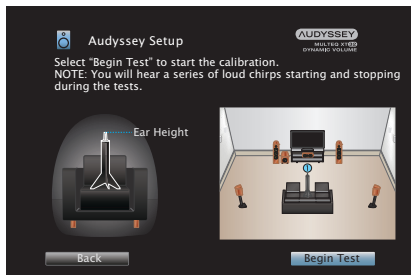 Audyssey Setup
AUDYSSEY
MULTEQ XT32
DYNAMIC VOLUME
Select “Begin Test” to start the calibration.
NOTE: You will hear a series of loud chirps starting and stopping
during the tests.
Ear Height
Back
Begin Test